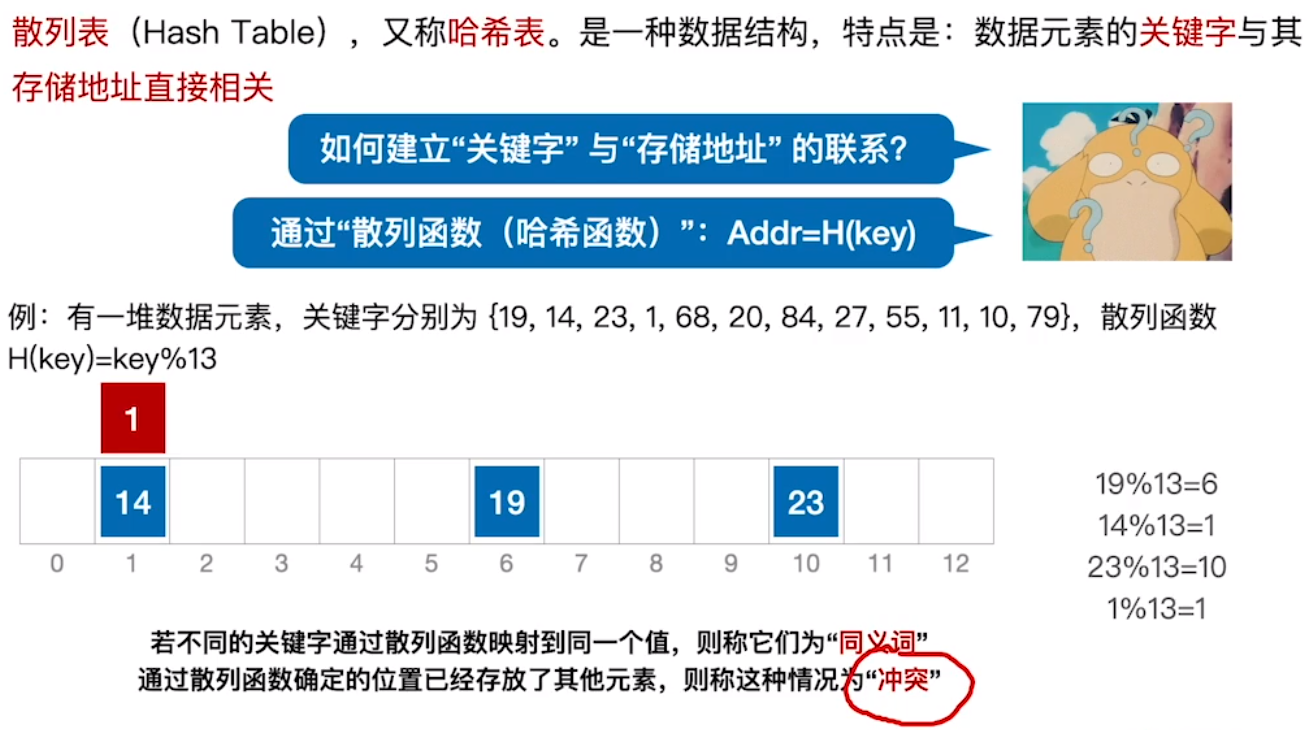 散列表（Hash Table），又称哈希表。是一种数据结构，特点是：数据元素的关键字与其
存储地址直接相关
如何建立“关键字”与“存储地址”的联系？
通过“散列函数（哈希函数）”：Addr=H(key)
例：有一堆数据元素，关键字分别为 {19, 14, 23, 1, 68, 20, 84, 27, 55, 11, 10, 79}，散列函数
H(key)=key%13
1
14 19 23
0 1 2 3 4 5 6 7 8 9 10 11 12
19%13=6
14%13=1
23%13=10
1%13=1
若不同的关键字通过散列函数映射到同一个值，则称它们为“同义词”
通过散列函数确定的位置已经存放了其他元素，则称这种情况为“冲突”